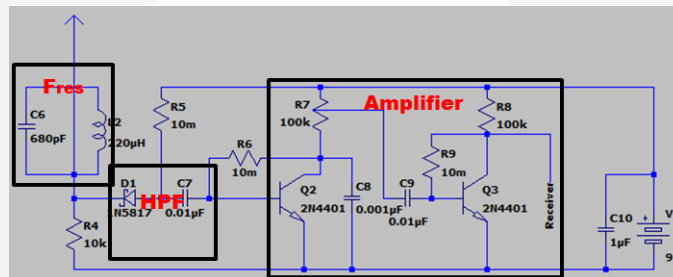 Fres
C6
680pF
L2
220µH
R5
10m
R6
10m
Amplifier
R7
100k
R8
100k
R9
10m
D1
1N5817
HPF
C7
0.01µF
Q2
2N4401
C8
0.001µF
C9
0.01µF
Q3
2N4401
Receiver
R4
10k
C10
1µF
V
9